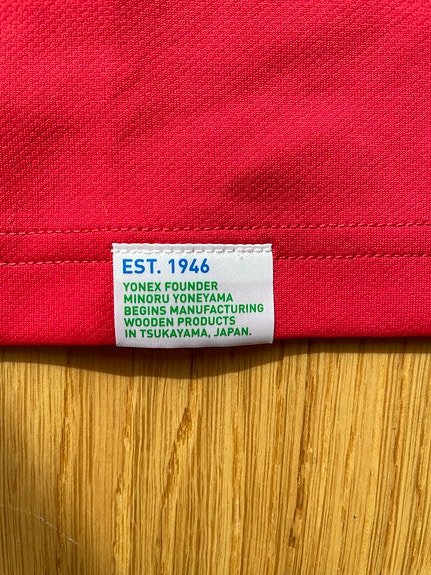 EST. 1946
YONEX FOUNDER
MINORU YONEYAMA
BEGINS MANUFACTURING
WOODEN PRODUCTS
IN TSUKAYAMA, JAPAN.